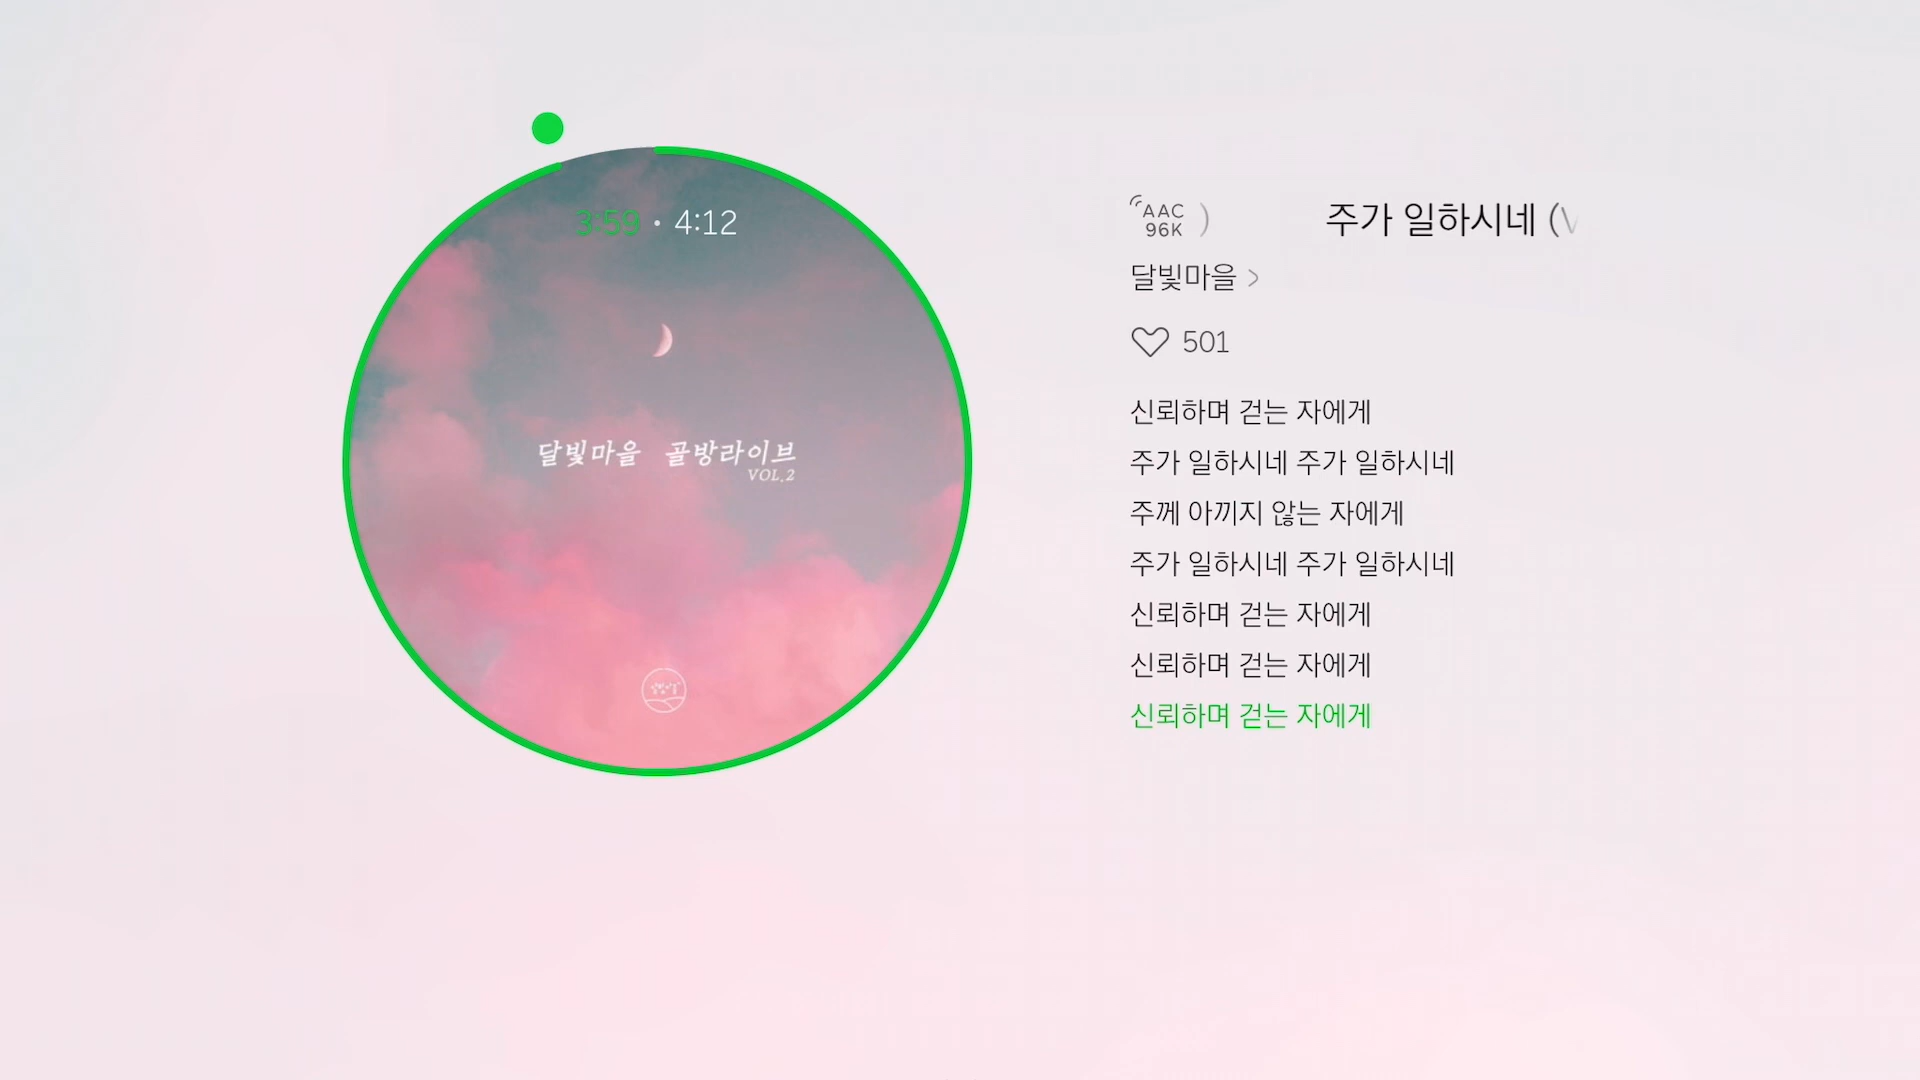 3:59 · 4:12
달빛마을 골방라이브
VOL.2
AAC
96K
) 주가 일하시네 (
달빛마을 >
501
신뢰하며 걷는 자에게
주가 일하시네 주가 일하시네
주께 아끼지 않는 자에게
주가 일하시네 주가 일하시네
신뢰하며 걷는 자에게
신뢰하며 걷는 자에게
신뢰하며 걷는 자에게